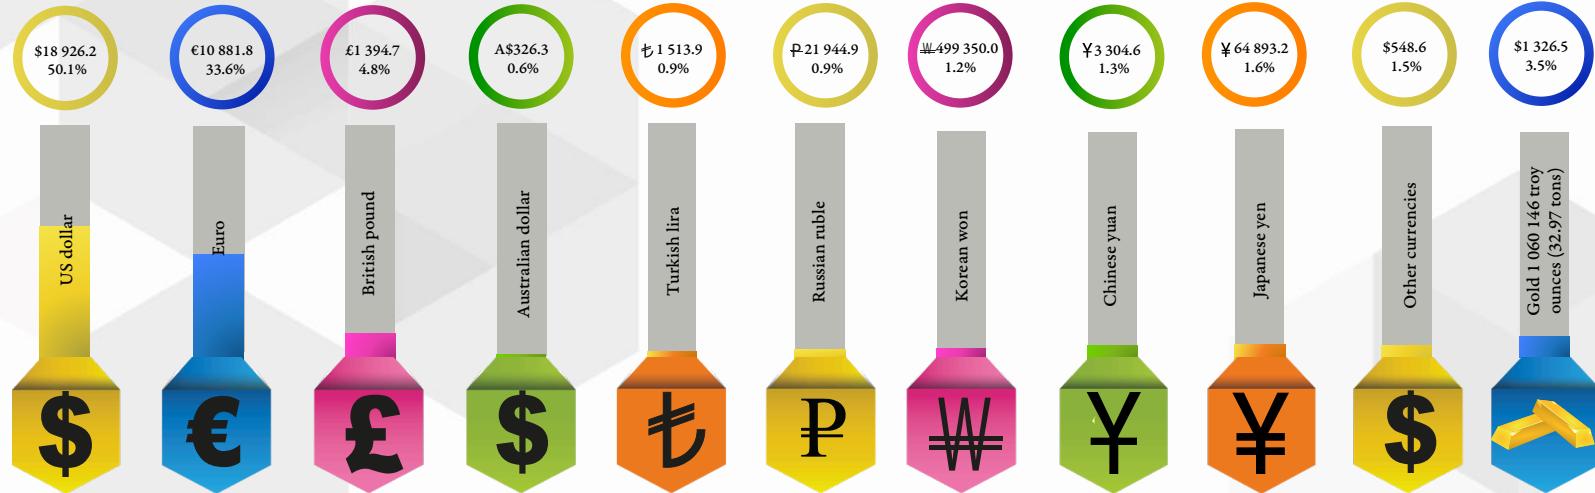 $18 926.2
50.1%
€10 881.8
33.6%
£1 394.7
4.8%
A$326.3
0.6%
₺ 1 513.9
0.9%
₽ 21 944.9
0.9%
₩ 499 350.0
1.2%
¥ 3 304.6
1.3%
¥ 64 893.2
1.6%
$548.6
1.5%
$1 326.5
3.5%
US dollar
Euro
British pound
Australian dollar
Turkish lira
Russian ruble
Korean won
Chinese yuan
Japanese yen
Other currencies
Gold 1 060 146 troy
ounces (32.97 tons)
$
€
£
$
₺
₽
₩
¥
¥
$